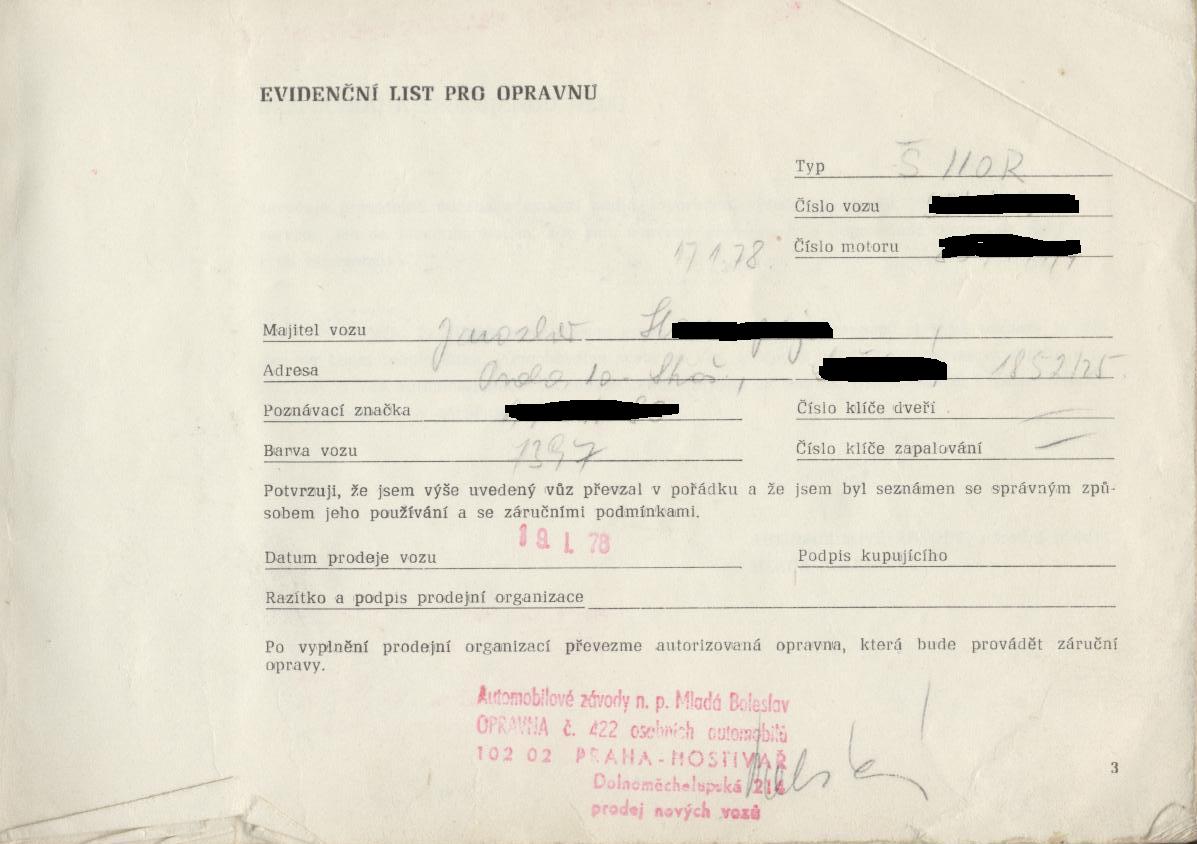 EVIDENČNÍ LIST PRO OPRAVNU
Typ Š 110R
Číslo vozu
Číslo motoru
17.1.78.
Majitel vozu Jaroslav
Adresa Praha 10 - 1852/25
Poznávací značka
Číslo klíče dveří —
Barva vozu 1397
Číslo klíče zapalování —
Potvrzuji, že jsem výše uvedený vůz převzal v pořádku a že jsem byl seznámen se správným způ-
sobem jeho používání a se záručními podmínkami.
Datum prodeje vozu 19. I. 78
Podpis kupujícího
Razítko a podpis prodejní organizace
Po vyplnění prodejní organizací převezme autorizovaná opravna, která bude provádět záruční
opravy.
Automobilové závody n. p. Mladá Boleslav
OPRAVNA č. 422 osobních automobilů
102 02 PRAHA - HOSTIVAŘ
Dolnoměcholupská 214
prodej nových vozů
3